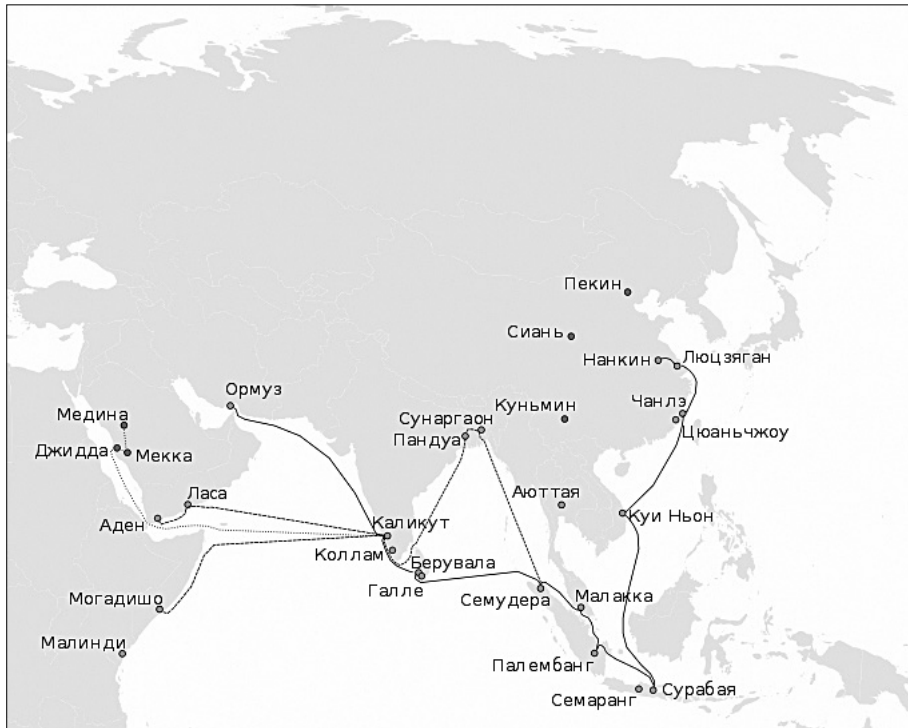 Пекин
Сиань
Нанкин
Люцзяган
Ормуз
Медина
Сунаргаон
Куньмин
Чанлэ
Пандуа
Цюаньчжоу
Джидда
Мекка
Ласа
Аюттая
Аден
Каликут
Куи Ньон
Коллам
Берувала
Галле
Семудера
Малакка
Могадишо
Малинди
Палембанг
Семаранг
Сурабая